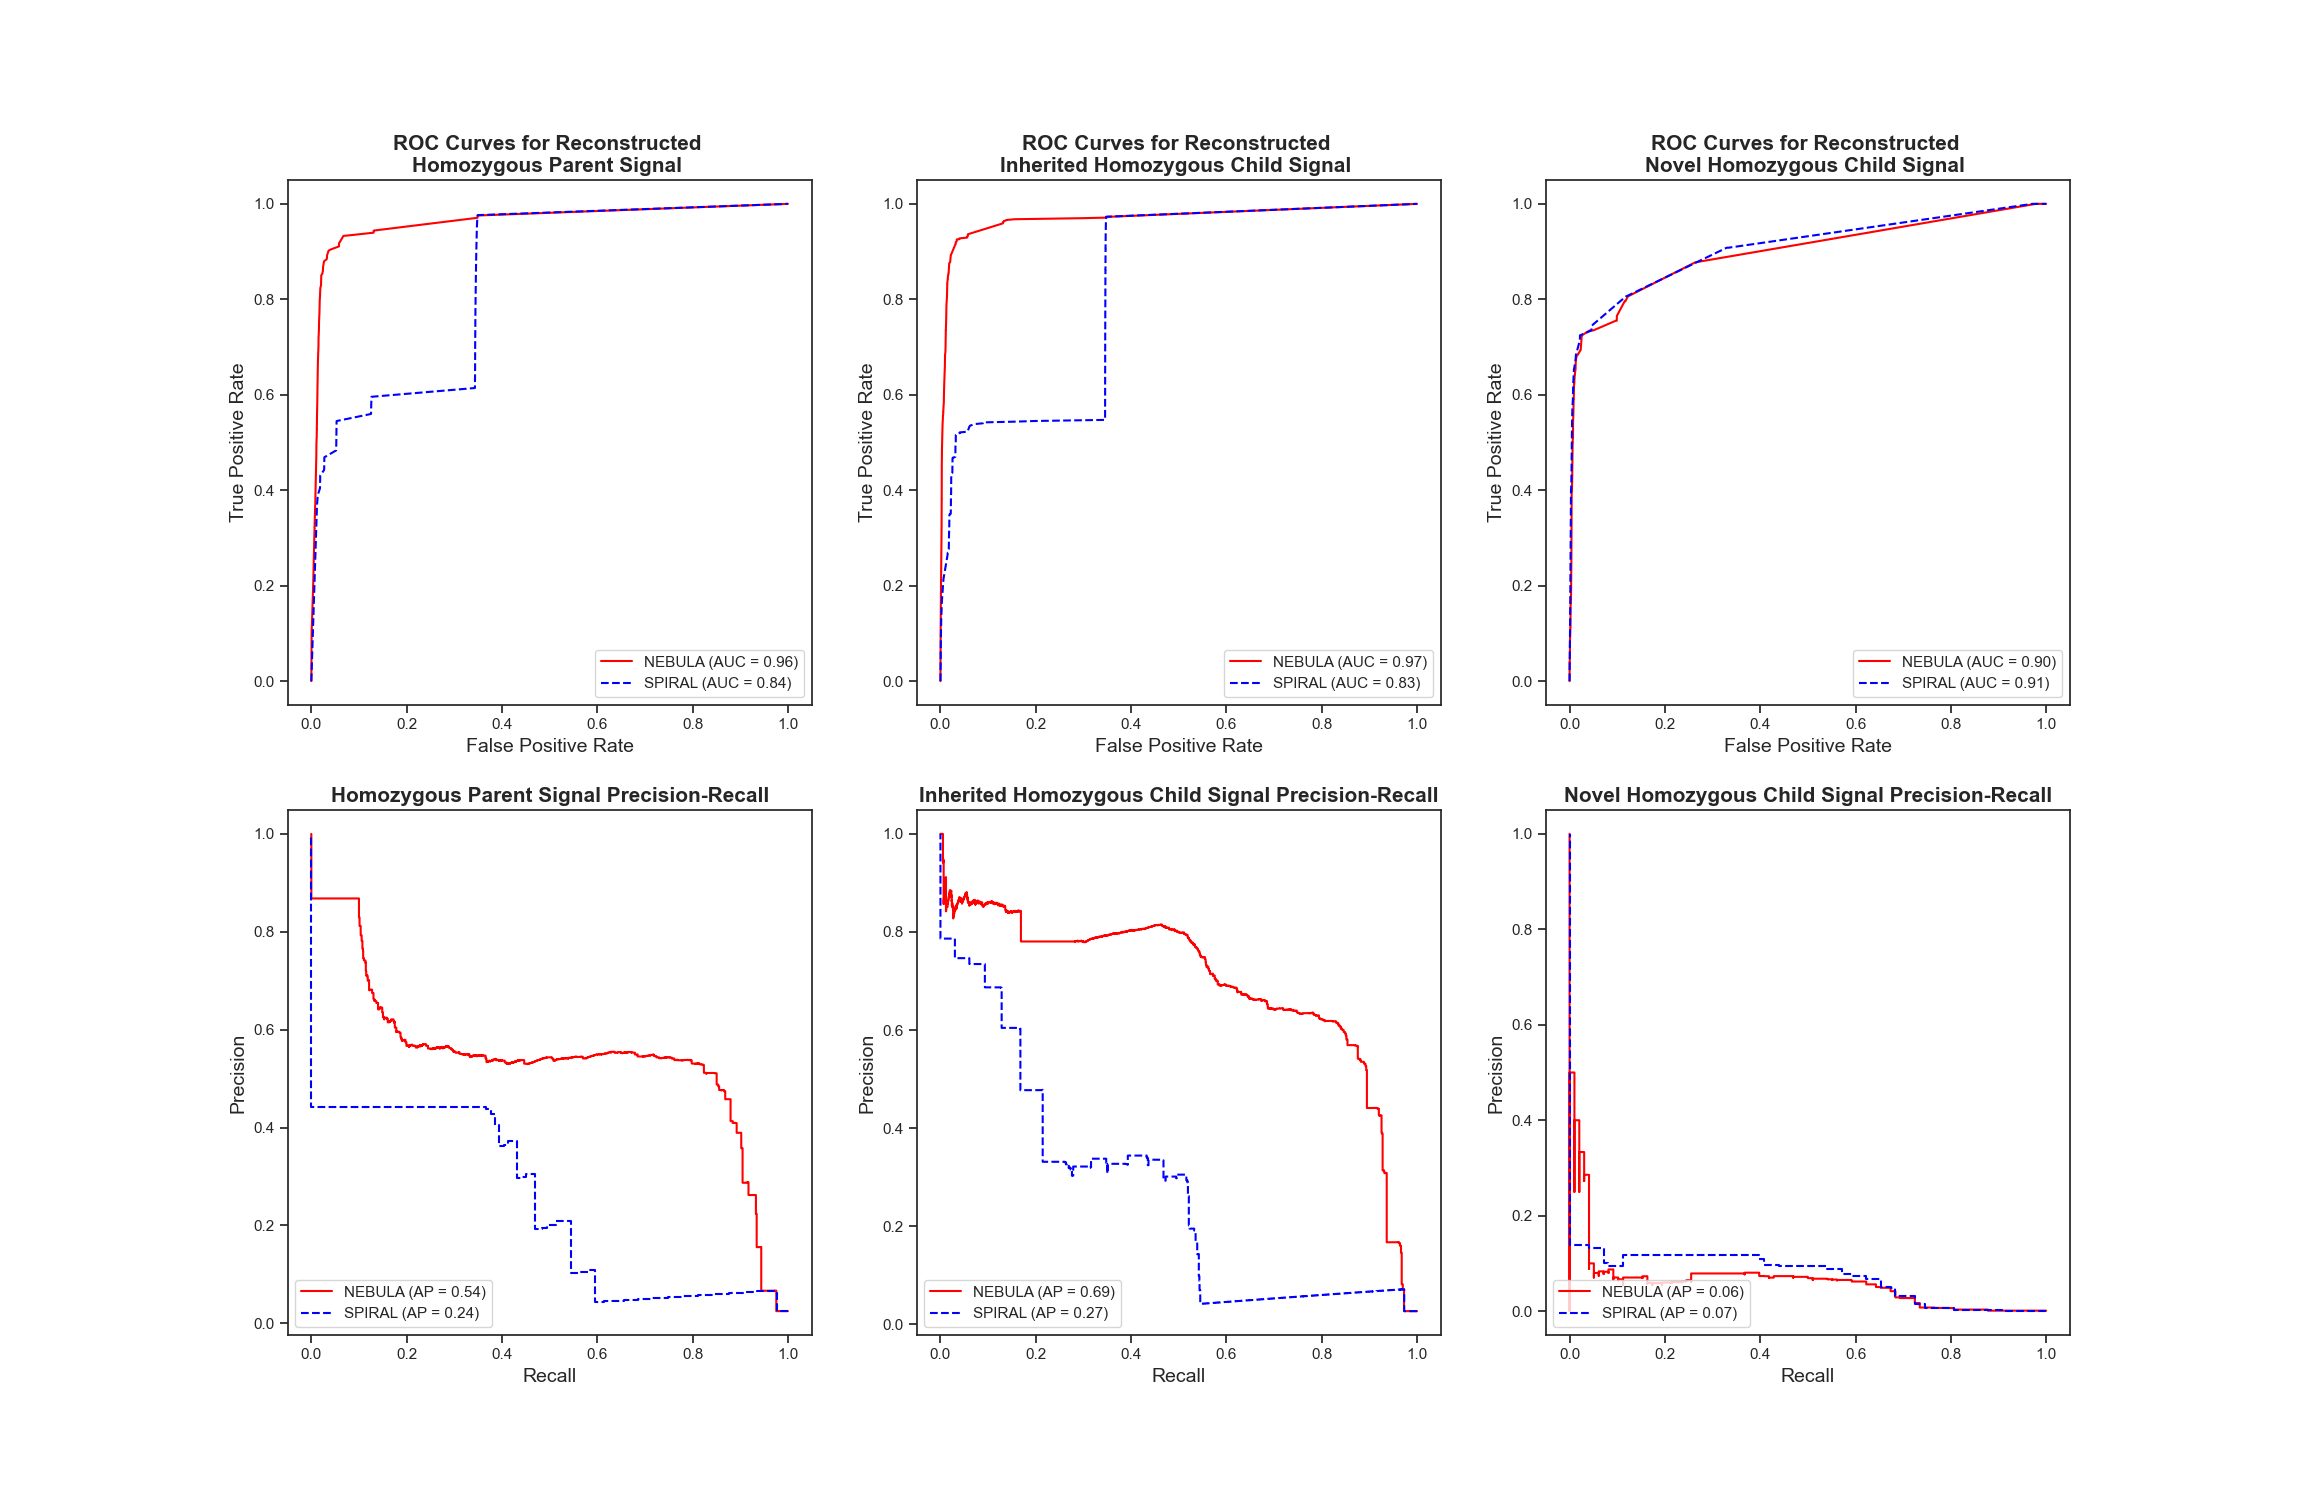 ROC Curves for Reconstructed
Homozygous Parent Signal
True Positive Rate
1.0
0.8
0.6
0.4
0.2
0.0
NEBULA (AUC = 0.96)
SPIRAL (AUC = 0.84)
0.0 0.2 0.4 0.6 0.8 1.0
False Positive Rate
ROC Curves for Reconstructed
Inherited Homozygous Child Signal
True Positive Rate
1.0
0.8
0.6
0.4
0.2
0.0
NEBULA (AUC = 0.97)
SPIRAL (AUC = 0.83)
0.0 0.2 0.4 0.6 0.8 1.0
False Positive Rate
ROC Curves for Reconstructed
Novel Homozygous Child Signal
True Positive Rate
1.0
0.8
0.6
0.4
0.2
0.0
NEBULA (AUC = 0.90)
SPIRAL (AUC = 0.91)
0.0 0.2 0.4 0.6 0.8 1.0
False Positive Rate
Homozygous Parent Signal Precision-Recall
Precision
1.0
0.8
0.6
0.4
0.2
0.0
NEBULA (AP = 0.54)
SPIRAL (AP = 0.24)
0.0 0.2 0.4 0.6 0.8 1.0
Recall
Inherited Homozygous Child Signal Precision-Recall
Precision
1.0
0.8
0.6
0.4
0.2
0.0
NEBULA (AP = 0.69)
SPIRAL (AP = 0.27)
0.0 0.2 0.4 0.6 0.8 1.0
Recall
Novel Homozygous Child Signal Precision-Recall
Precision
1.0
0.8
0.6
0.4
0.2
0.0
NEBULA (AP = 0.06)
SPIRAL (AP = 0.07)
0.0 0.2 0.4 0.6 0.8 1.0
Recall